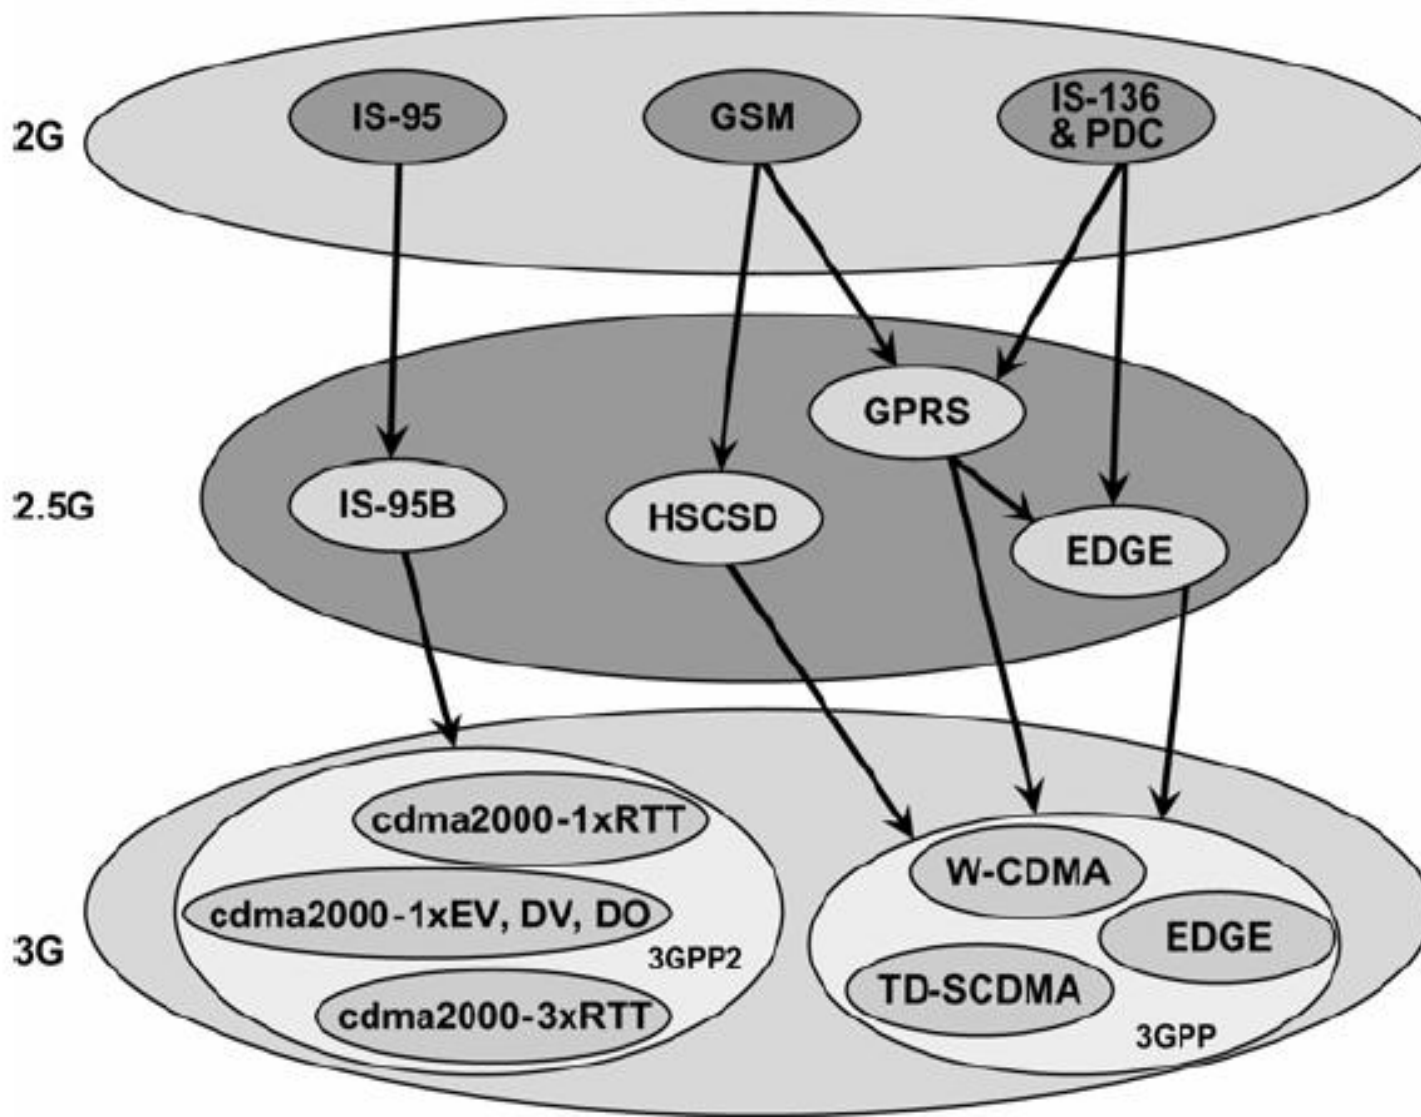 2G
IS-95
GSM
IS-136
& PDC
2.5G
GPRS
IS-95B
HSCSD
EDGE
3G
cdma2000-1xRTT
cdma2000-1xEV, DV, DO
3GPP2
cdma2000-3xRTT
W-CDMA
EDGE
TD-SCDMA
3GPP